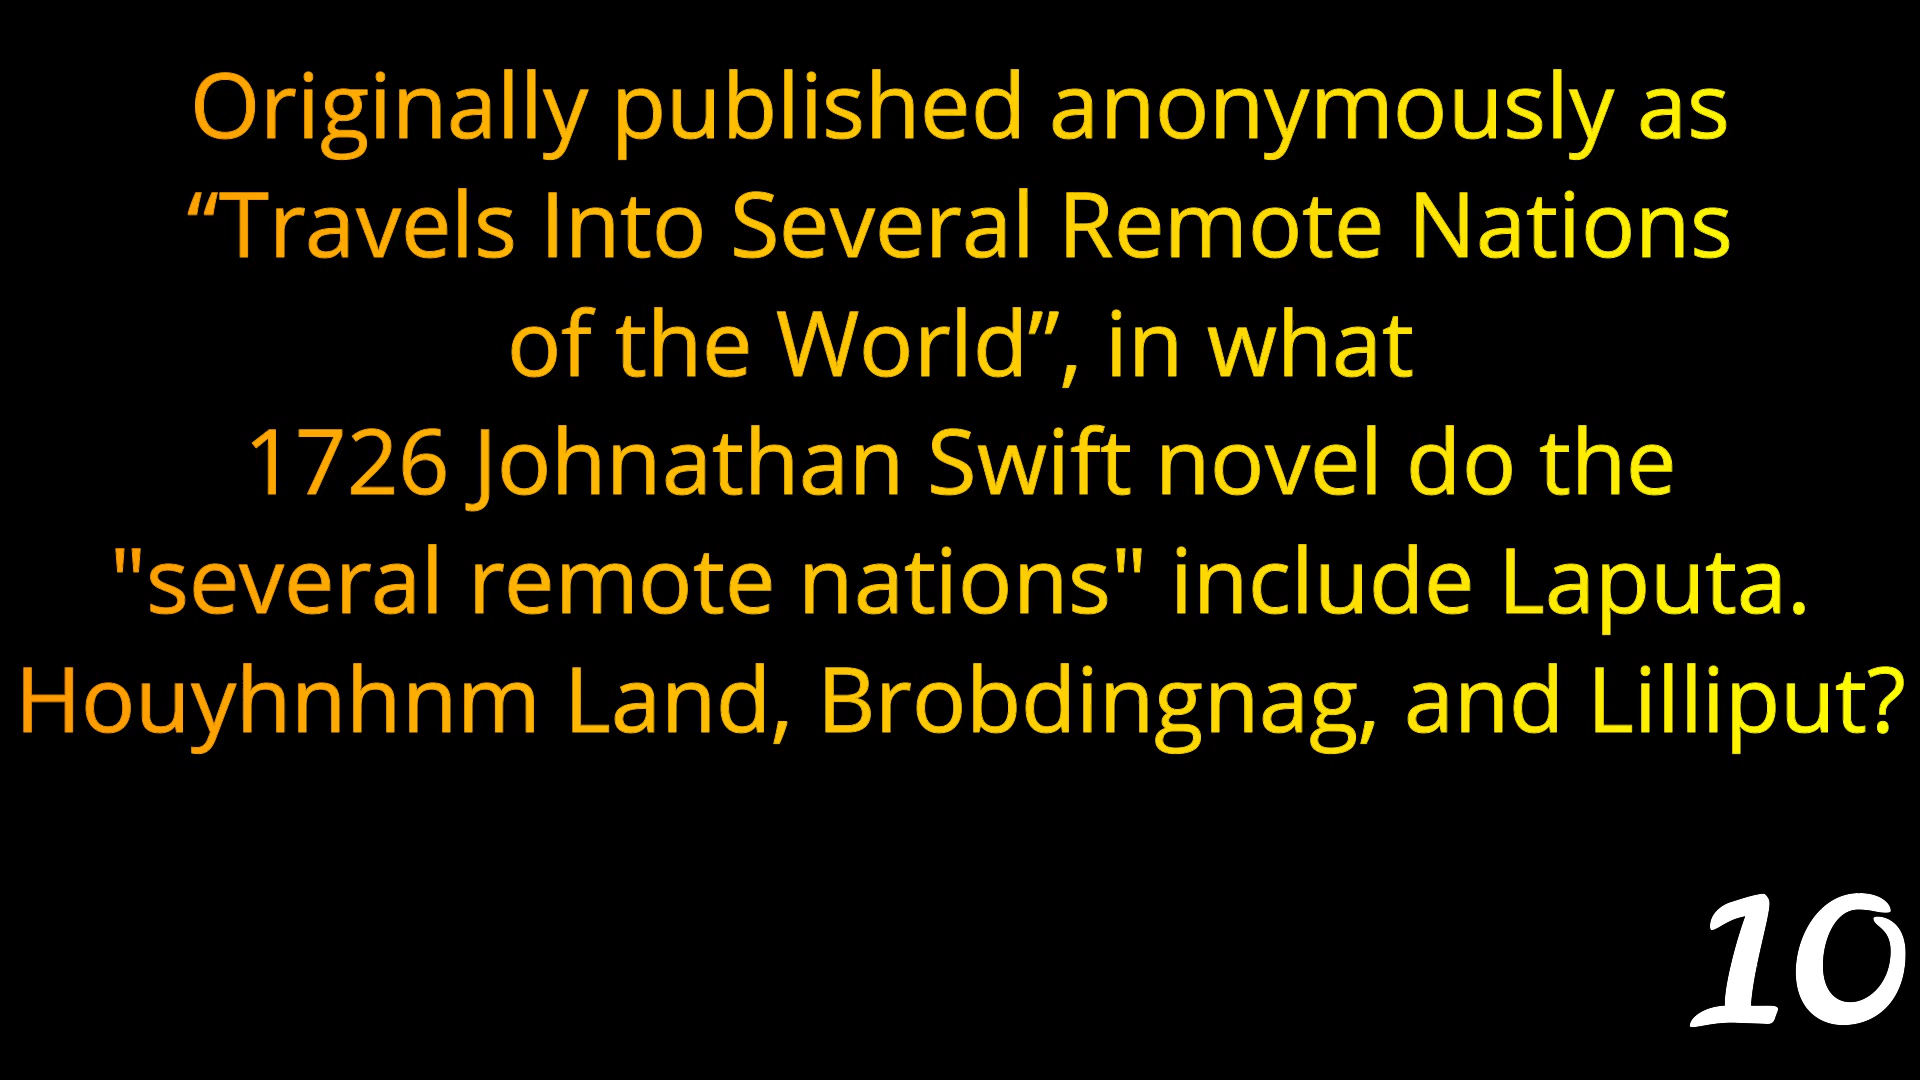 Originally published anonymously as
“Travels Into Several Remote Nations
of the World”, in what
1726 Johnathan Swift novel do the
"several remote nations" include Laputa.
Houyhnhnm Land, Brobdingnag, and Lilliput?
10